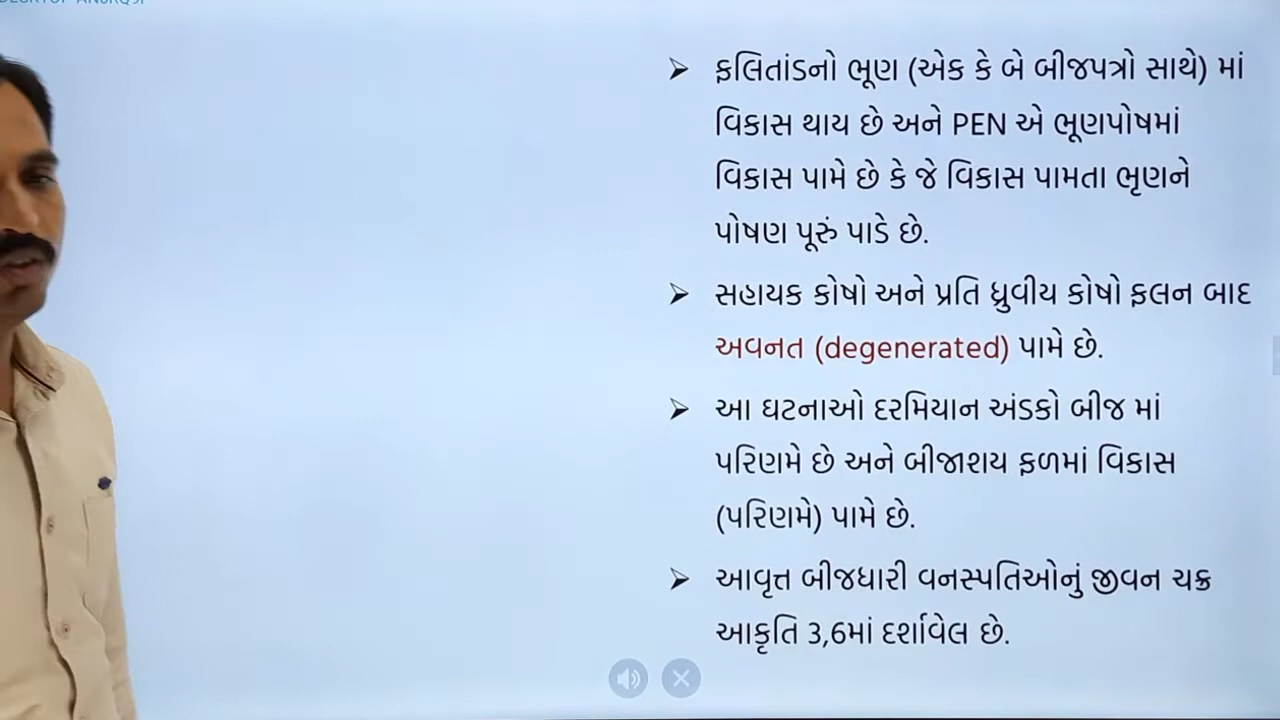 ફલિતાંડનો ભૂણ (એક કે બે બીજપત્રો સાથે) માં
વિકાસ થાય છે અને PEN એ ભૂણપોષમાં
વિકાસ પામે છે કે જે વિકાસ પામતા ભૃણને
પોષણ પૂરું પાડે છે.
સહાયક કોષો અને પ્રતિ ધ્રુવીય કોષો ફલન બાદ
અવનત (degenerated) પામે છે.
આ ઘટનાઓ દરમિયાન અંડકો બીજ માં
પરિણમે છે અને બીજાશય ફળમાં વિકાસ
(પરિણમે) પામે છે.
આવૃત્ત બીજધારી વનસ્પતિઓનું જીવન ચક્ર
આકૃતિ 3,6માં દર્શાવેલ છે.